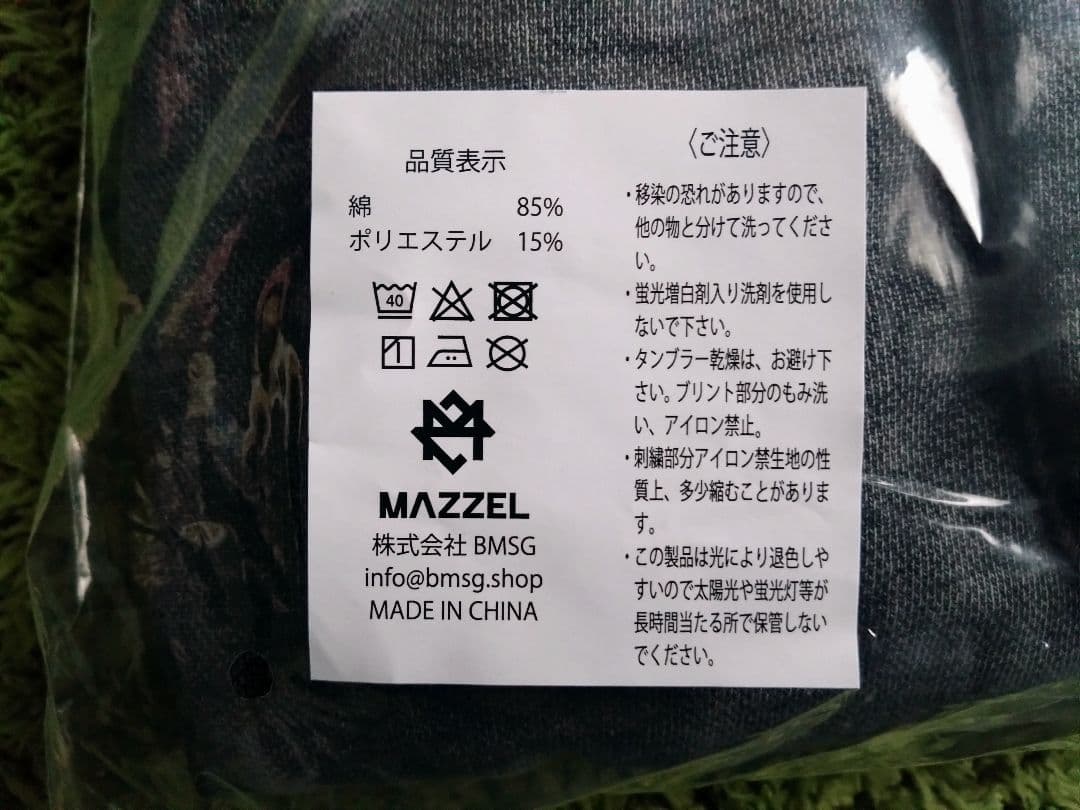 品質表示
綿 85%
ポリエステル 15%
40
MAZZEL
株式会社 BMSG
info@bmsg.shop
MADE IN CHINA
〈ご注意〉
・移染の恐れがありますので、
他の物と分けて洗ってくださ
い。
・蛍光増白剤入り洗剤を使用し
ないで下さい。
・タンブラー乾燥は、お避け下
さい。プリント部分のもみ洗
い、アイロン禁止。
・刺繍部分アイロン禁生地の性
質上、多少縮むことがありま
す。
・この製品は光により退色しや
すいので太陽光や蛍光灯等が
長時間当たる所で保管しない
でください。